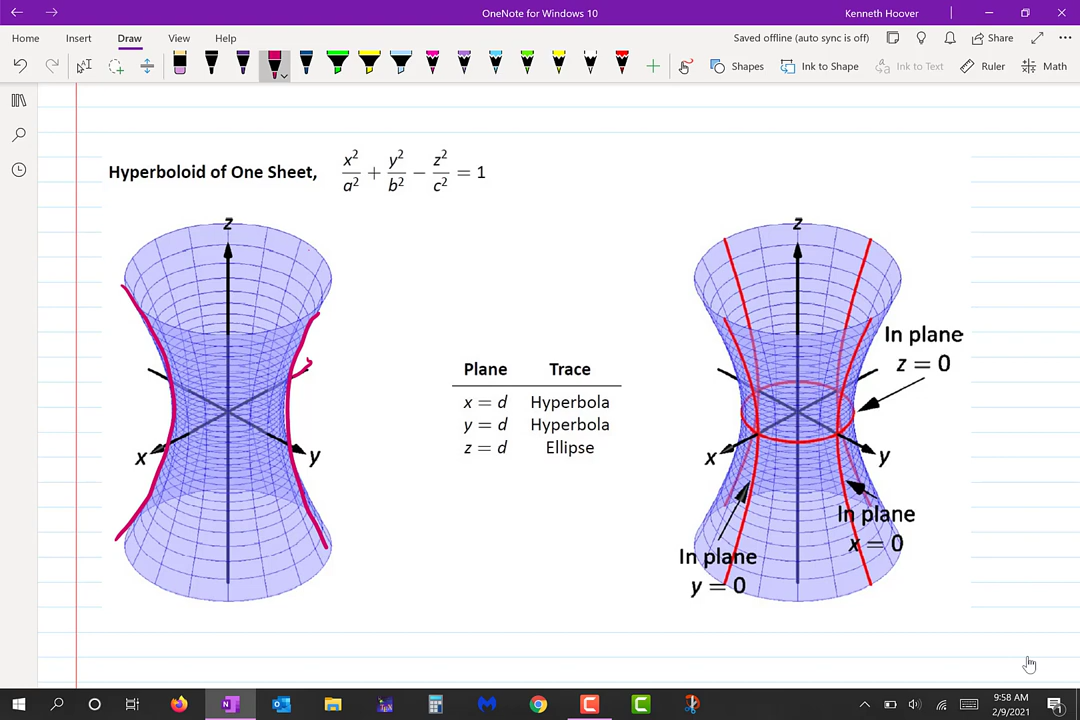 OneNote for Windows 10
Kenneth Hoover
Home Insert Draw View Help
Saved offline (auto sync is off)
Share
Shapes
Ink to Shape
Ink to Text
Ruler
Math
Hyperboloid of One Sheet, x²/a² + y²/b² − z²/c² = 1
z
x
y
Plane Trace
x = d Hyperbola
y = d Hyperbola
z = d Ellipse
z
In plane
z = 0
x
y
In plane
x = 0
In plane
y = 0
9:58 AM
2/9/2021